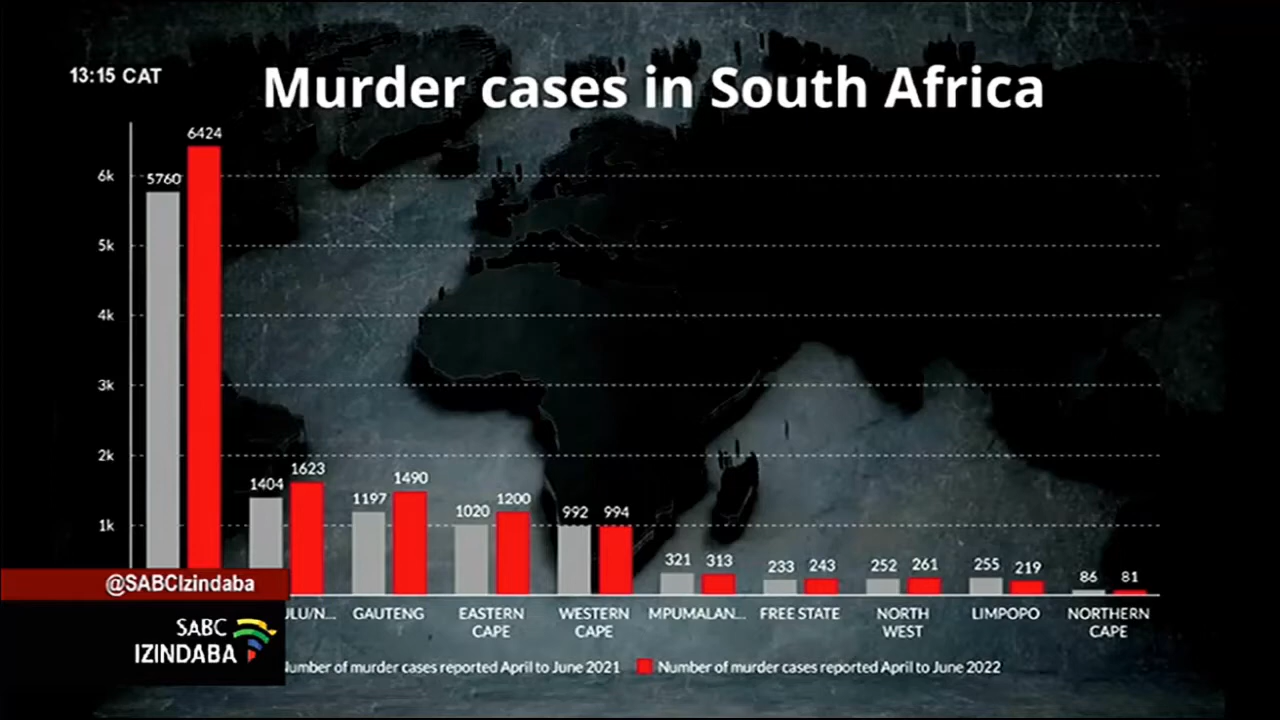 13:15 CAT
Murder cases in South Africa
6424
6k
5760
5k
4k
3k
2k
1404 1623
1197 1490
1020 1200
992 994
1k
321 313
233 243
252 261
255 219
86 81
@SABCIzindaba
ULU/N...
GAUTENG
EASTERN
CAPE
WESTERN
CAPE
MPUMALAN...
FREE STATE
NORTH
WEST
LIMPOPO
NORTHERN
CAPE
SABC
IZINDABA
Number of murder cases reported April to June 2021
Number of murder cases reported April to June 2022